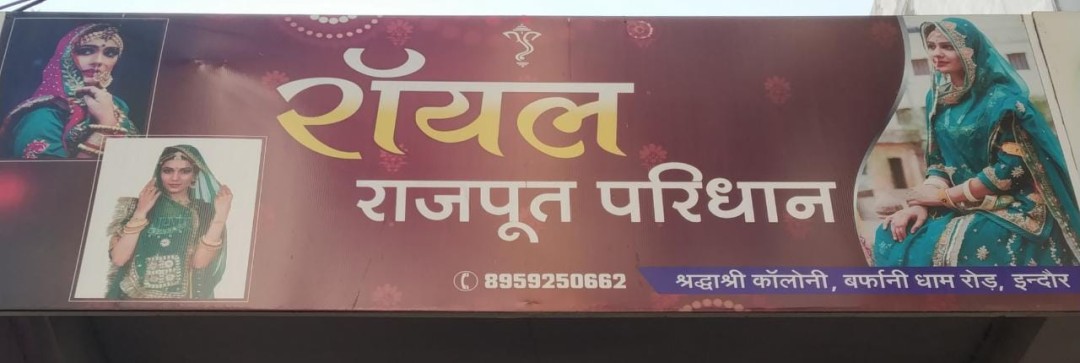 रॉयल
राजपूत परिधान
8959250662
श्रद्धाश्री कॉलोनी, बर्फानी धाम रोड़, इन्दौर